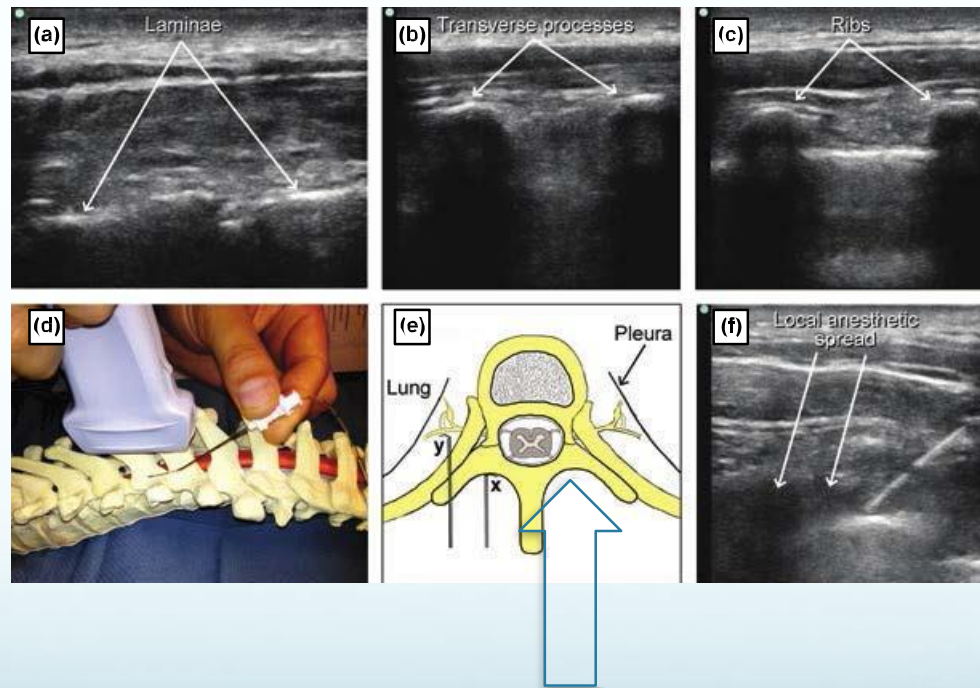 (a)
Laminae
(b)
Transverse processes
(c)
Ribs
(d)
(e)
Pleura
Lung
y
x
(f)
Local anesthetic
spread